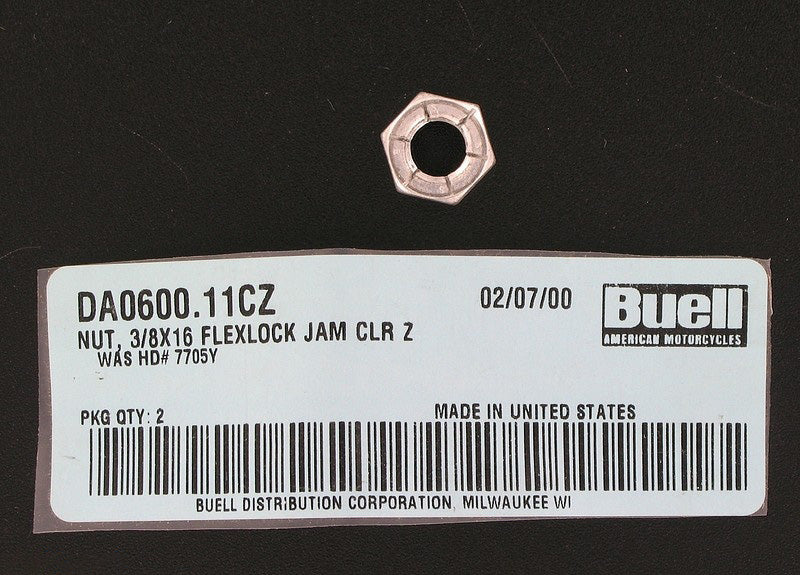 DA0600.11CZ
02/07/00
Buell
AMERICAN MOTORCYCLES
NUT, 3/8X16 FLEXLOCK JAM CLR Z
WAS HD# 7705Y
PKG QTY: 2
MADE IN UNITED STATES
BUELL DISTRIBUTION CORPORATION, MILWAUKEE WI